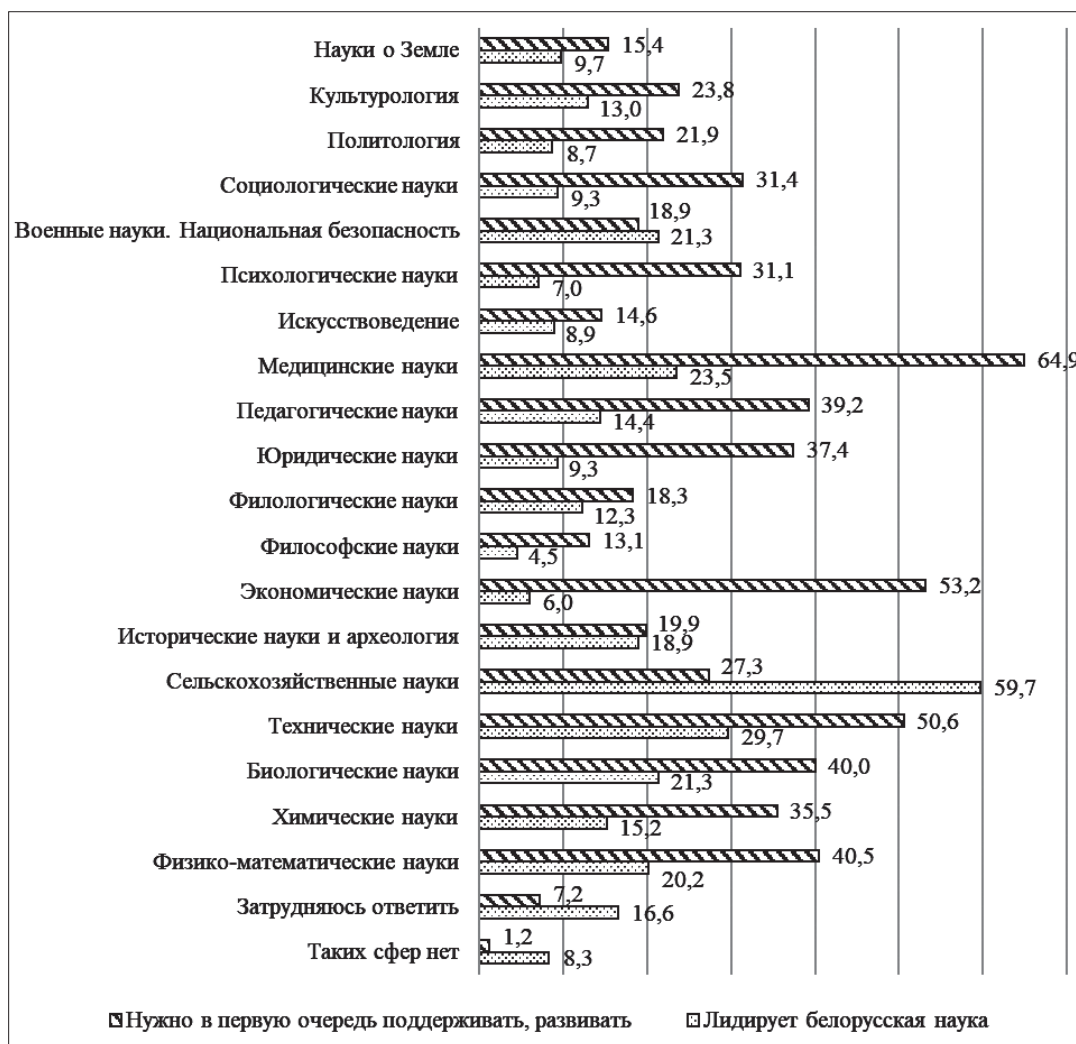 Науки о Земле 15,4
9,7
Культурология 23,8
13,0
Политология 21,9
8,7
Социологические науки 31,4
9,3
Военные науки. Национальная безопасность 18,9
21,3
Психологические науки 31,1
7,0
Искусствоведение 14,6
8,9
Медицинские науки 64,9
23,5
Педагогические науки 39,2
14,4
Юридические науки 37,4
9,3
Филологические науки 18,3
12,3
Философские науки 13,1
4,5
Экономические науки 53,2
6,0
Исторические науки и археология 19,9
18,9
Сельскохозяйственные науки 27,3
59,7
Технические науки 50,6
29,7
Биологические науки 40,0
21,3
Химические науки 35,5
15,2
Физико-математические науки 40,5
20,2
Затрудняюсь ответить 7,2
16,6
Таких сфер нет 1,2
8,3
Нужно в первую очередь поддерживать, развивать Лидирует белорусская наука